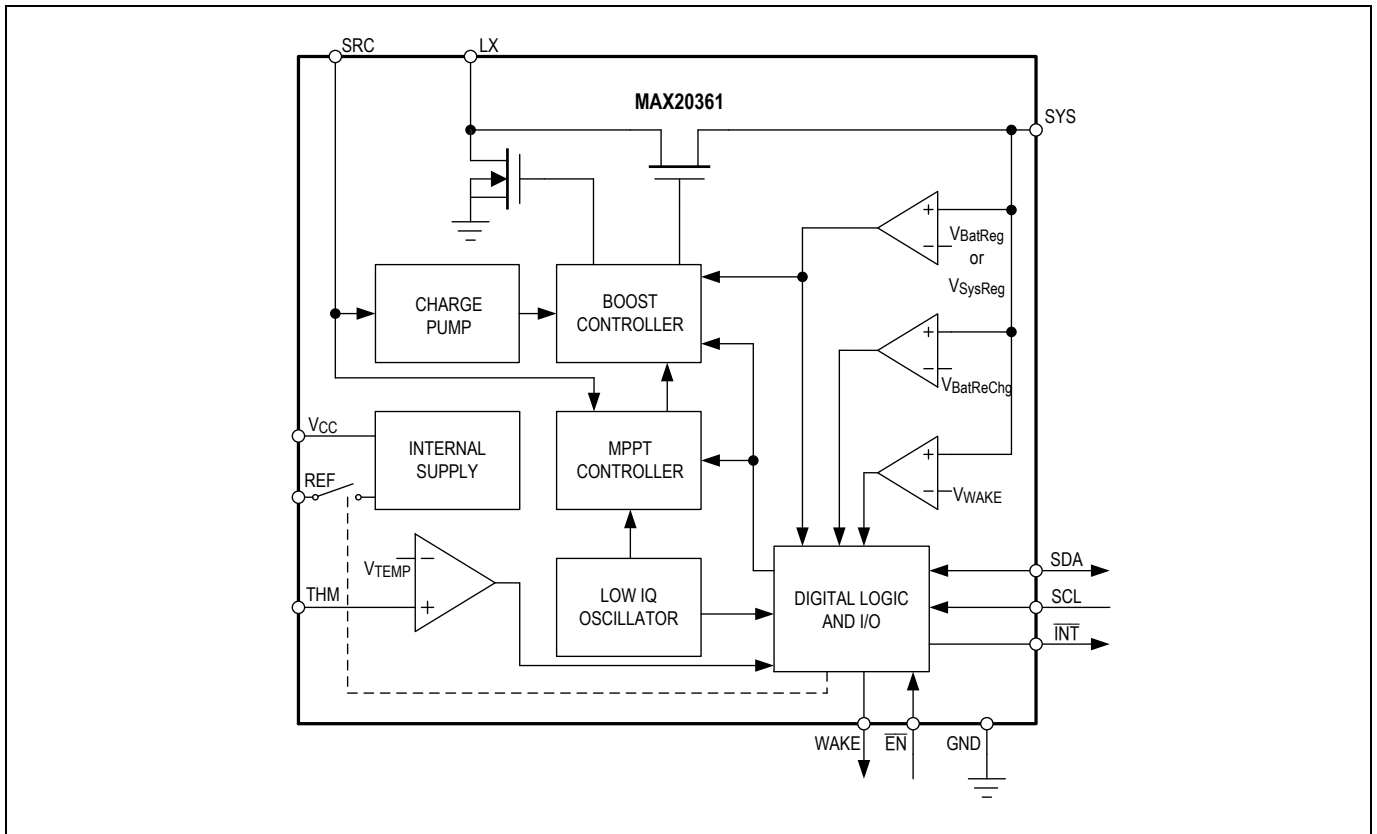 SRC
LX
MAX20361
SYS
VBatReg
or
VSysReg
CHARGE
PUMP
BOOST
CONTROLLER
VBatReChg
VCC
INTERNAL
SUPPLY
MPPT
CONTROLLER
REF
VWAKE
VTEMP
THM
LOW IQ
OSCILLATOR
DIGITAL LOGIC
AND I/O
SDA
SCL
INT
WAKE
EN
GND
+
−
+
−
+
−
−
+